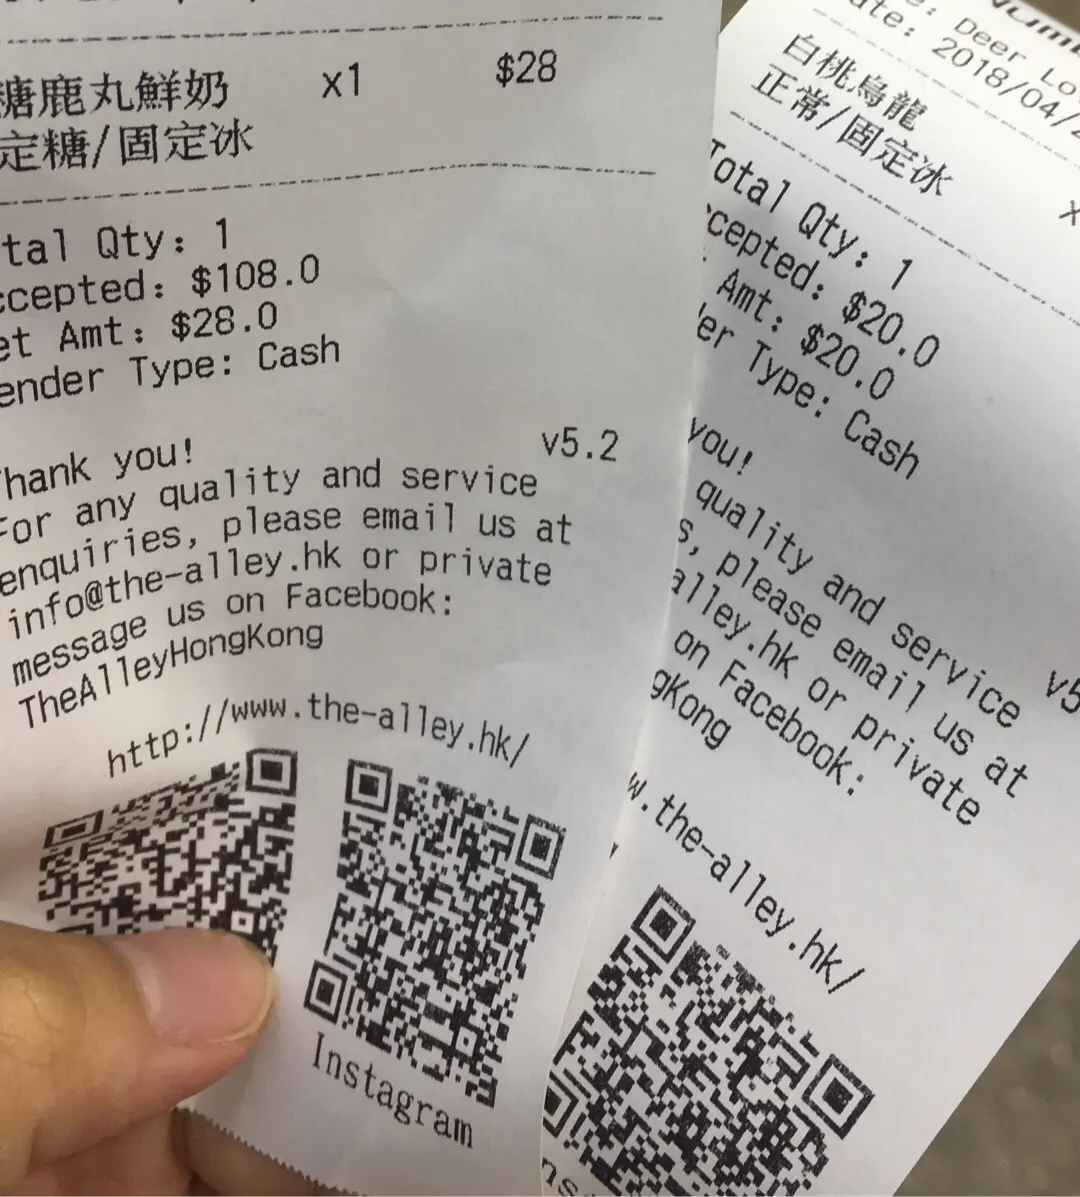 糖鹿丸鮮奶 x1 $28
定糖/固定冰
tal Qty: 1
ccepted: $108.0
et Amt: $28.0
ender Type: Cash
Thank you! v5.2
For any quality and service
enquiries, please email us at
info@the-alley.hk or private
message us on Facebook:
TheAlleyHongKong
http://www.the-alley.hk/
Instagram
e: Deer Lo
ate: 2018/04/2
白桃烏龍
正常/固定冰 x
Total Qty: 1
ccepted: $20.0
t Amt: $20.0
der Type: Cash
you! v5
quality and service
s, please email us at
alley.hk or private
on Facebook:
gKong
w.the-alley.hk/